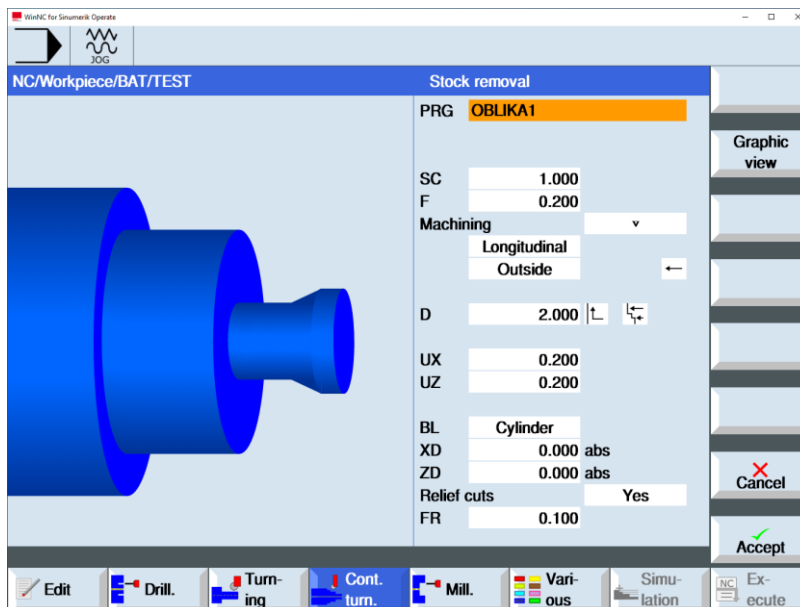 WinNC for Sinumerik Operate
JOG
NC/Workpiece/BAT/TEST
Stock removal
PRG OBLIKA1
Graphic
view
SC 1.000
F 0.200
Machining v
Longitudinal
Outside
D 2.000
UX 0.200
UZ 0.200
BL Cylinder
XD 0.000 abs
ZD 0.000 abs
Relief cuts Yes
FR 0.100
Cancel
Accept
Edit
Drill.
Turn-
ing
Cont.
turn.
Mill.
Vari-
ous
Simu-
lation
NC Ex-
ecute